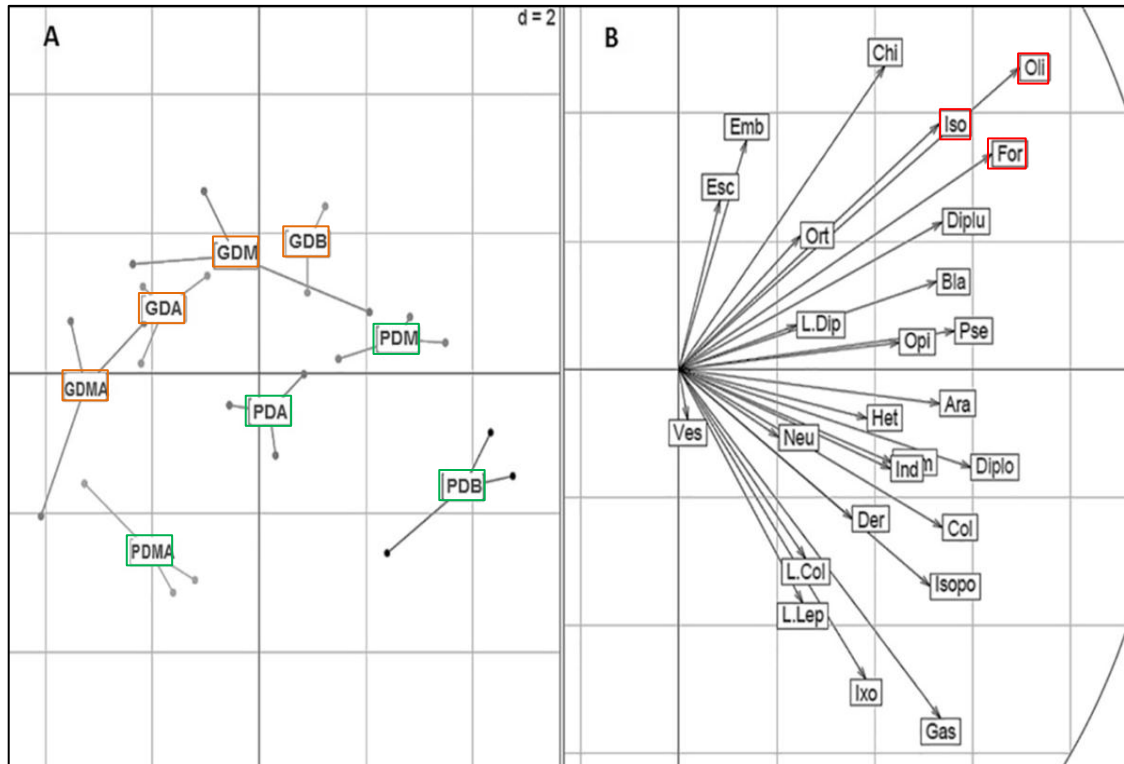 A
d = 2
GDM
GDB
GDA
PDM
GDMA
PDA
PDB
PDMA
B
Chi
Oli
Emb
Iso
For
Esc
Ort
Diplu
Bla
L.Dip
Opi
Pse
Ves
Het
Ara
Neu
Ind
Diplo
Der
Col
L.Col
Isopo
L.Lep
Ixo
Gas